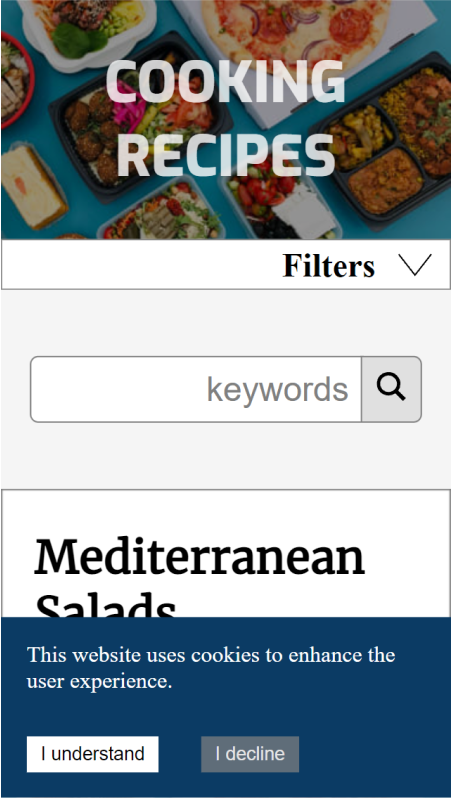 COOKING
RECIPES
Filters
keywords
Mediterranean
Salads
This website uses cookies to enhance the
user experience.
I understand
I decline